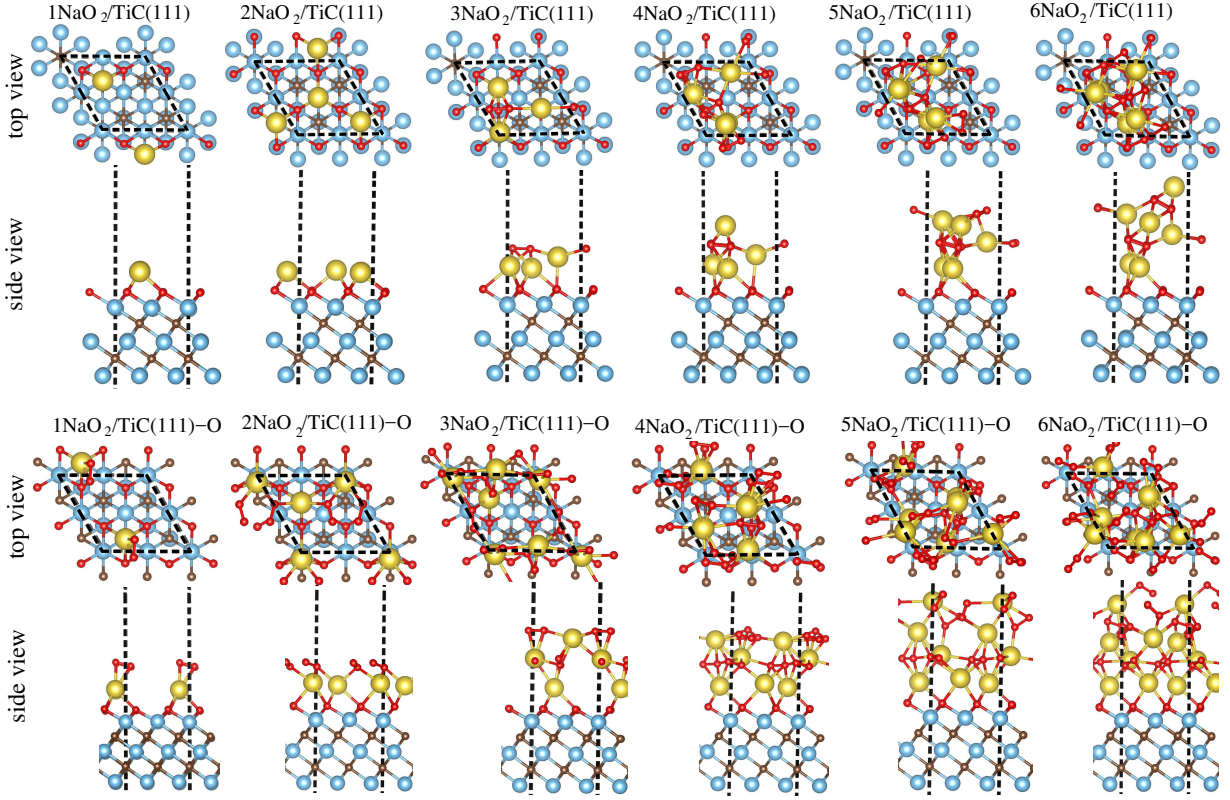 1NaO₂/TiC(111) 2NaO₂/TiC(111) 3NaO₂/TiC(111) 4NaO₂/TiC(111) 5NaO₂/TiC(111) 6NaO₂/TiC(111)
top view
side view
1NaO₂/TiC(111)−O 2NaO₂/TiC(111)−O 3NaO₂/TiC(111)−O 4NaO₂/TiC(111)−O 5NaO₂/TiC(111)−O 6NaO₂/TiC(111)−O
top view
side view